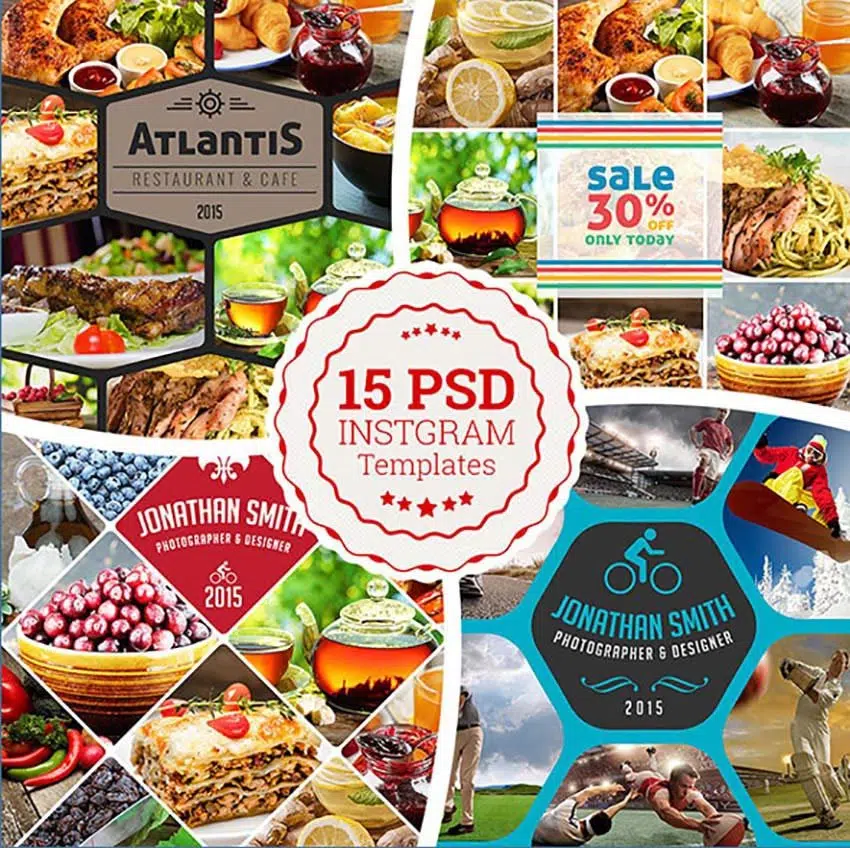 ATLANTIS
RESTAURANT & CAFE
2015
SALE
30%
OFF
ONLY TODAY
15 PSD
INSTGRAM
Templates
JONATHAN SMITH
PHOTOGRAPHER & DESIGNER
2015
JONATHAN SMITH
PHOTOGRAPHER & DESIGNER
2015